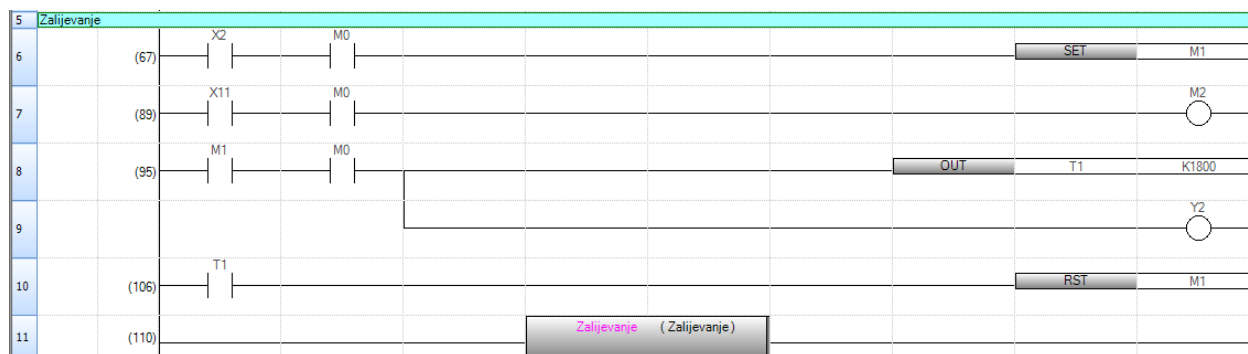 5 Zalijevanje
X2 M0
6 (67) SET M1
X11 M0 M2
7 (89)
M1 M0
8 (95) OUT T1 K1800
Y2
9
T1
10 (106) RST M1
11 (110) Zalijevanje (Zalijevanje)